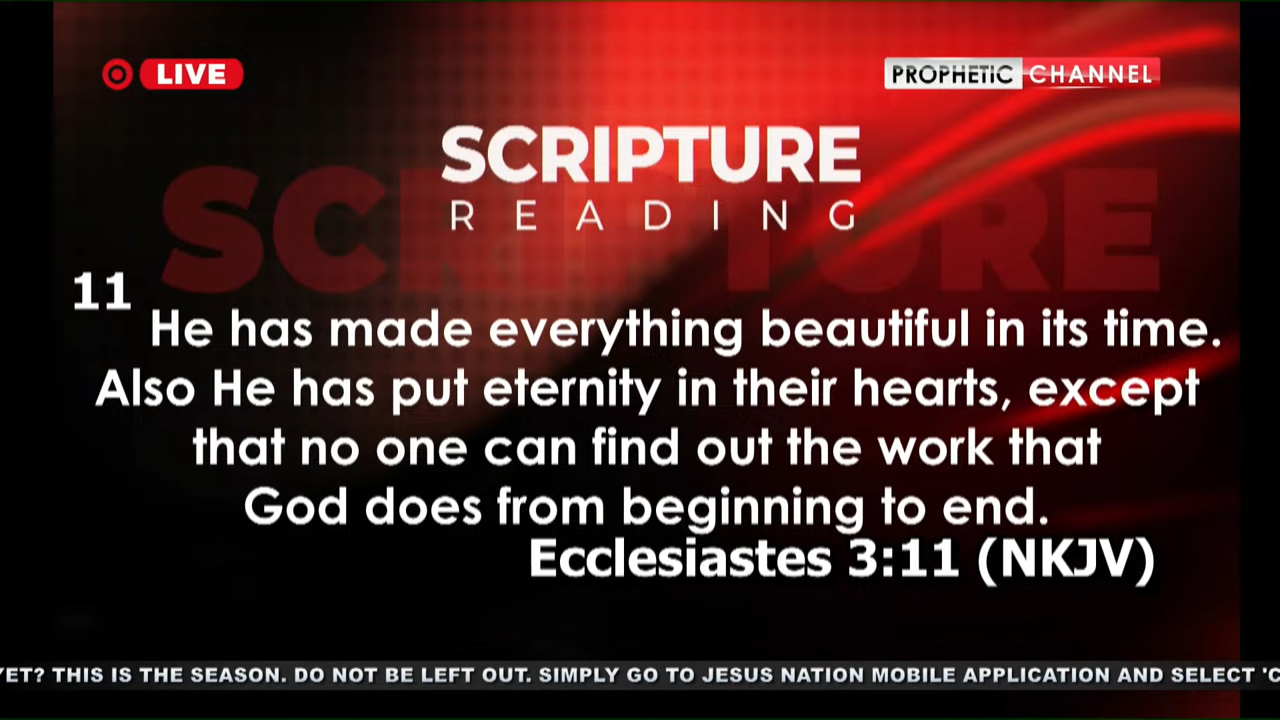 LIVE
PROPHETIC CHANNEL
SCRIPTURE
SCRIPTURE
READING
11
He has made everything beautiful in its time.
Also He has put eternity in their hearts, except
that no one can find out the work that
God does from beginning to end.
Ecclesiastes 3:11 (NKJV)
YET? THIS IS THE SEASON. DO NOT BE LEFT OUT. SIMPLY GO TO JESUS NATION MOBILE APPLICATION AND SELECT 'C